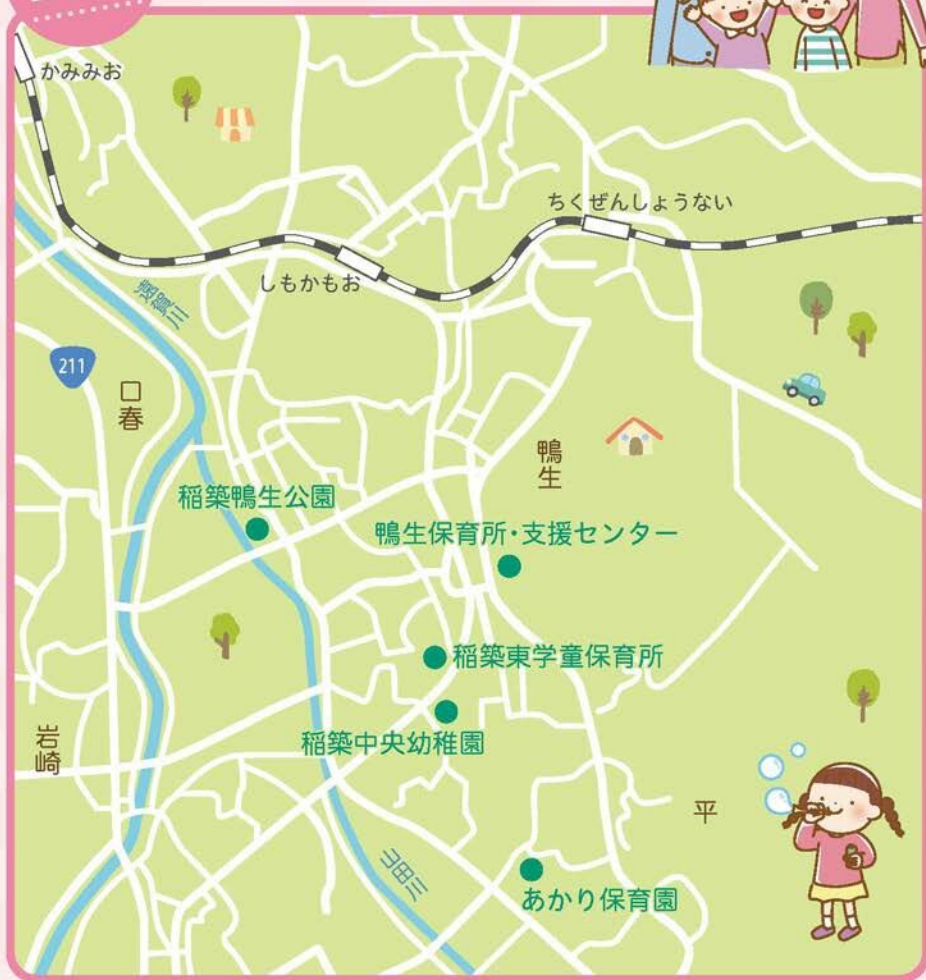 かみみお
ちくぜんしょうない
しもかもお
遠賀川
211
口春
鴨生
稲築鴨生公園
鴨生保育所・支援センター
稲築東学童保育所
稲築中央幼稚園
岩崎
平
山田川
あかり保育園